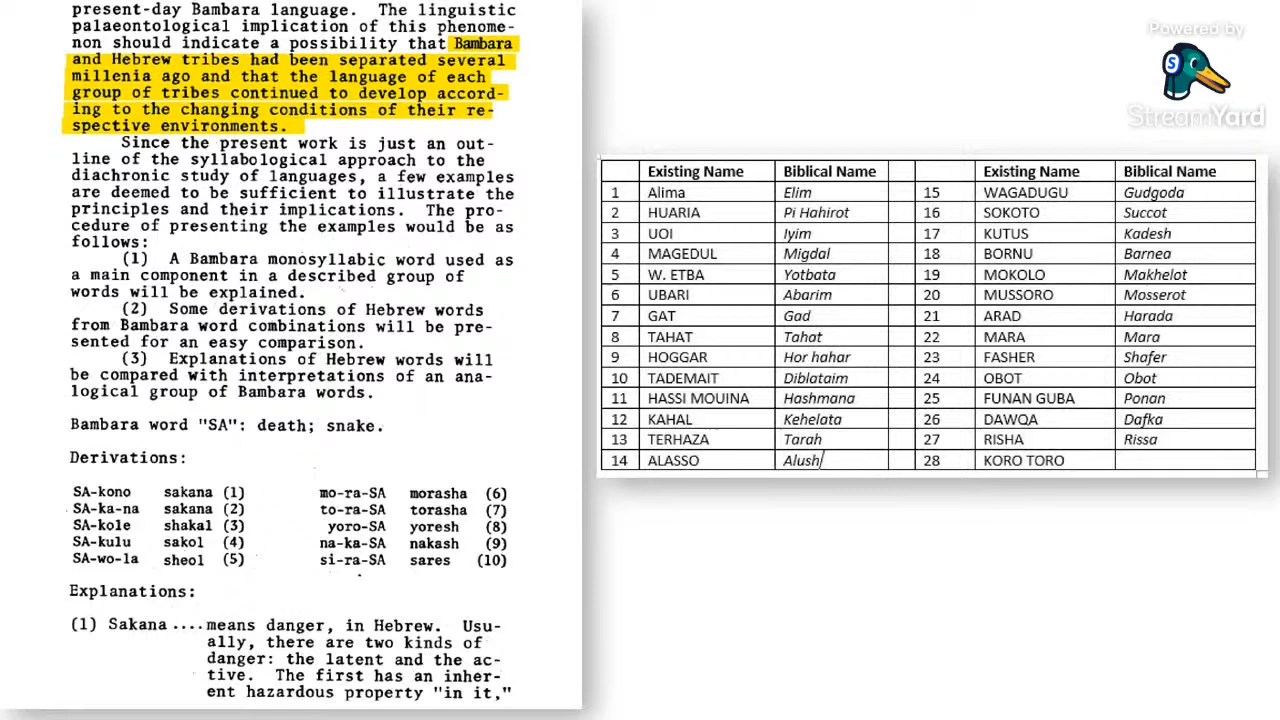 present-day Bambara language. The linguistic
palaeontological implication of this phenome-
non should indicate a possibility that Bambara
and Hebrew tribes had been separated several
millenia ago and that the language of each
group of tribes continued to develop accord-
ing to the changing conditions of their re-
spective environments.
Since the present work is just an out-
line of the syllabological approach to the
diachronic study of languages, a few examples
are deemed to be sufficient to illustrate the
principles and their implications. The pro-
cedure of presenting the examples would be as
follows:
(1) A Bambara monosyllabic word used as
a main component in a described group of
words will be explained.
(2) Some derivations of Hebrew words
from Bambara word combinations will be pre-
sented for an easy comparison.
(3) Explanations of Hebrew words will
be compared with interpretations of an ana-
logical group of Bambara words.
Bambara word "SA": death; snake.
Derivations:
SA-kono sakana (1) mo-ra-SA morasha (6)
SA-ka-na sakana (2) to-ra-SA torasha (7)
SA-kole shakal (3) yoro-SA yoresh (8)
SA-kulu sakol (4) na-ka-SA nakash (9)
SA-wo-la sheol (5) si-ra-SA sares (10)
Explanations:
(1) Sakana ....means danger, in Hebrew. Usu-
ally, there are two kinds of
danger: the latent and the ac-
tive. The first has an inher-
ent hazardous property "in it,"
Powered by
S
StreamYard
Existing Name Biblical Name Existing Name Biblical Name
1 Alima Elim 15 WAGADUGU Gudgoda
2 HUARIA Pi Hahirot 16 SOKOTO Succot
3 UOI Iyim 17 KUTUS Kadesh
4 MAGEDUL Migdal 18 BORNU Barnea
5 W. ETBA Yotbata 19 MOKOLO Makhelot
6 UBARI Abarim 20 MUSSORO Mosserot
7 GAT Gad 21 ARAD Harada
8 TAHAT Tahat 22 MARA Mara
9 HOGGAR Hor hahar 23 FASHER Shafer
10 TADEMAIT Diblataim 24 OBOT Obot
11 HASSI MOUINA Hashmana 25 FUNAN GUBA Ponan
12 KAHAL Kehelata 26 DAWQA Dafka
13 TERHAZA Tarah 27 RISHA Rissa
14 ALASSO Alush 28 KORO TORO